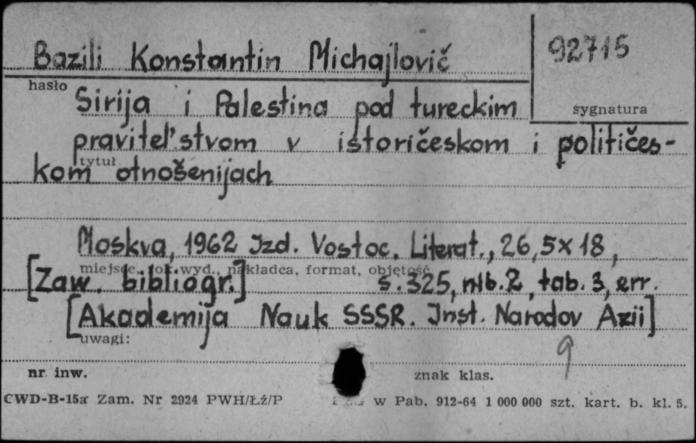 Bazili Konstantin Michajlovič
92715
hasło
sygnatura
Sirija i Palestina pod tureckim
pravitel'stvom v istoričeskom i političes-
tytuł
kom otnošenijach
Moskva, 1962 Izd. Vostoc. Literat., 26,5x18,
miejsce, rok wyd., nakładca, format, objętość
[Zaw. bibliogr.] s. 325, nlb. 2, tab. 3, err.
[Akademija Nauk SSSR. Inst. Narodov Azii]
uwagi:
9
nr inw.
znak klas.
CWD-B-15a Zam. Nr 2924 PWH/Łź/P
w Pab. 912-64 1 000 000 szt. kart. b. kl. 5.